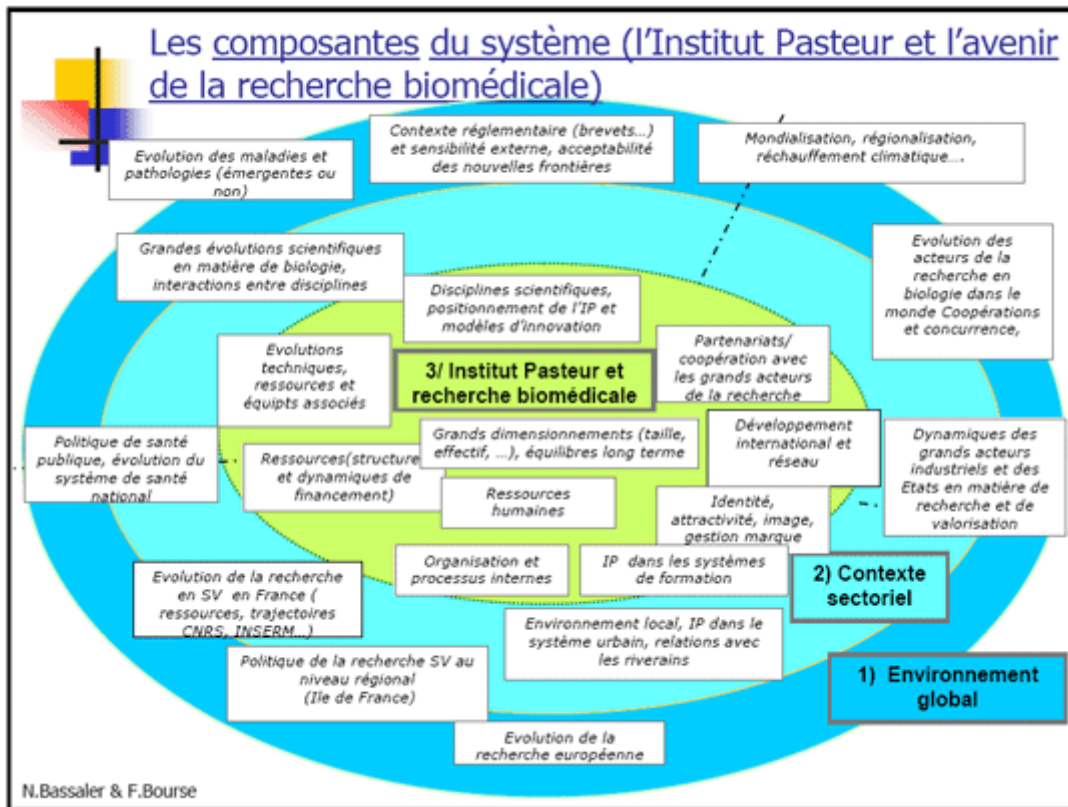 Les composantes du système (l'Institut Pasteur et l'avenir
de la recherche biomédicale)
Contexte réglementaire (brevets…)
et sensibilité externe, acceptabilité
des nouvelles frontières
Mondialisation, régionalisation,
réchauffement climatique….
Evolution des maladies et
pathologies (émergentes ou
non)
Grandes évolutions scientifiques
en matière de biologie,
interactions entre disciplines
Evolution des
acteurs de la
recherche en
biologie dans le
monde Coopérations
et concurrence,
Disciplines scientifiques,
positionnement de l'IP et
modèles d'innovation
Evolutions
techniques,
ressources et
équipts associés
3/ Institut Pasteur et
recherche biomédicale
Partenariats/
coopération avec
les grands acteurs
de la recherche
Politique de santé
publique, évolution du
système de santé
national
Ressources(structure
et dynamiques de
financement)
Grands dimensionnements (taille,
effectif, …), équilibres long terme
Développement
international et
réseau
Dynamiques des
grands acteurs
industriels et des
Etats en matière de
recherche et de
valorisation
Ressources
humaines
Identité,
attractivité, image,
gestion marque
Organisation et
processus internes
IP dans les systèmes
de formation
2) Contexte
sectoriel
Evolution de la recherche
en SV en France (
ressources, trajectoires
CNRS, INSERM…)
Environnement local, IP dans le
système urbain, relations avec
les riverains
Politique de la recherche SV au
niveau régional
(Ile de France)
1) Environnement
global
Evolution de la
recherche européenne
N.Bassaler & F.Bourse